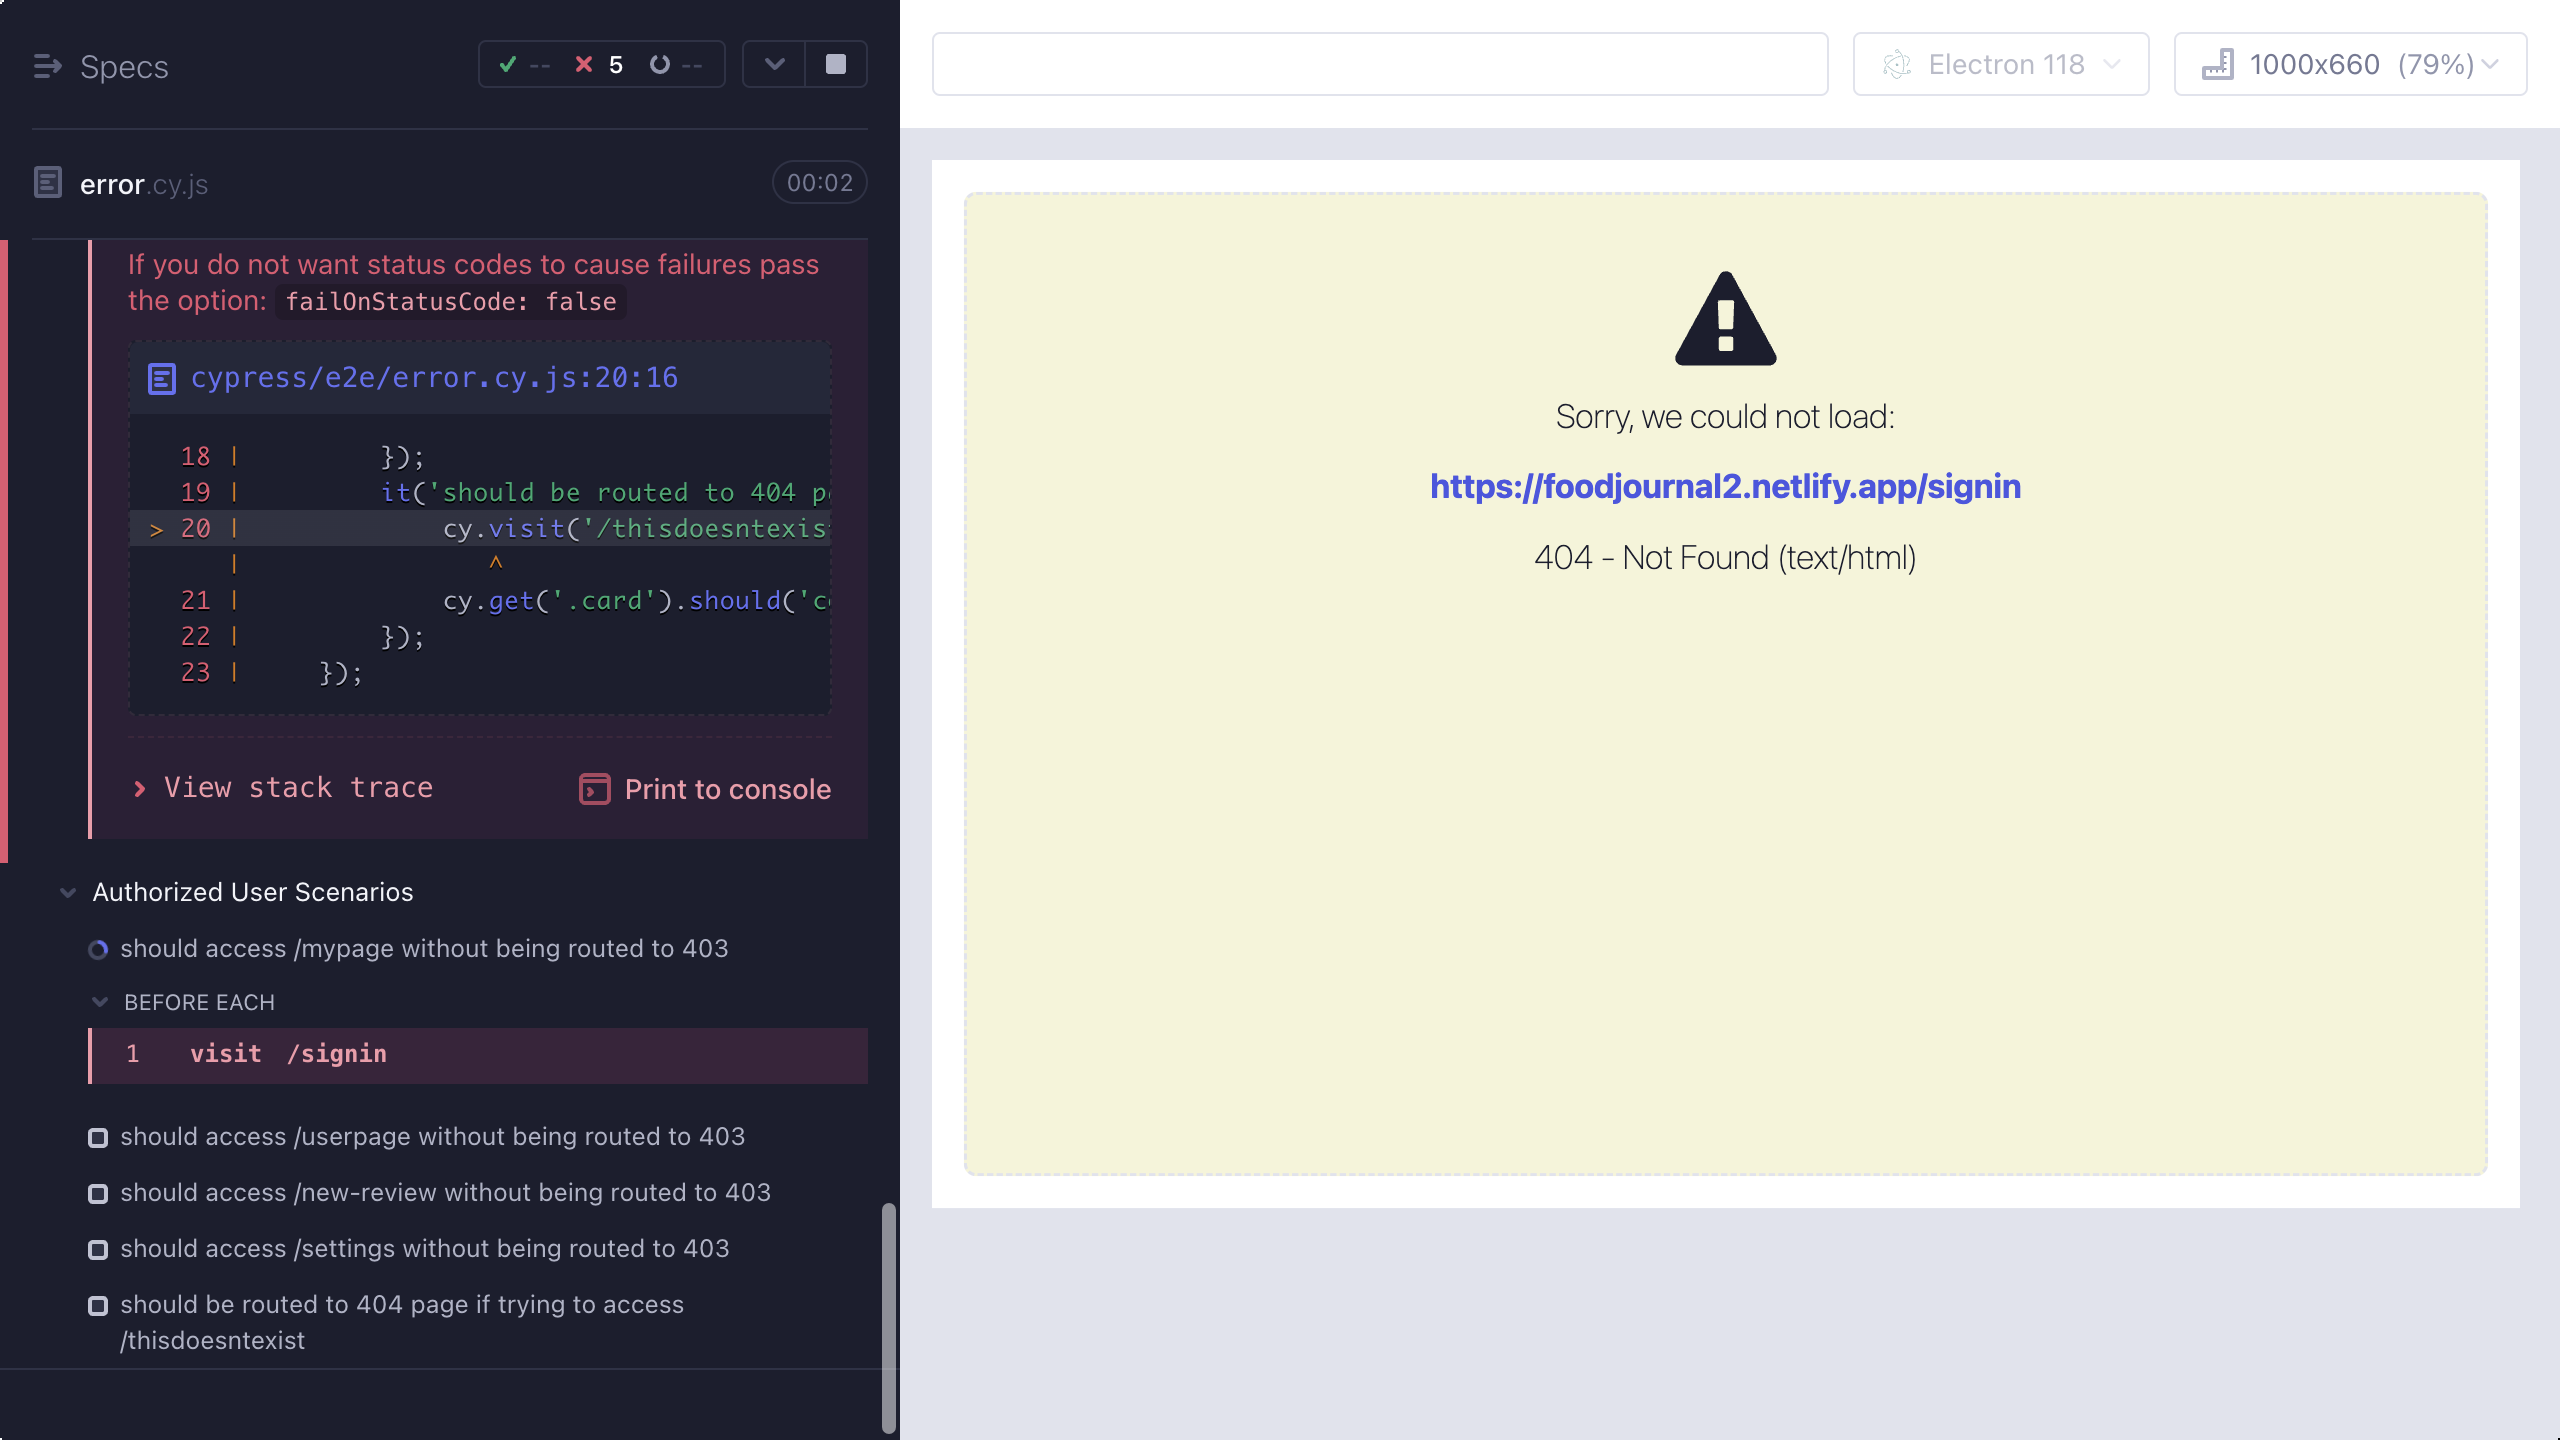 Specs
-- 5 --
error.cy.js
00:02
If you do not want status codes to cause failures pass
the option: failOnStatusCode: false
cypress/e2e/error.cy.js:20:16
18 | });
19 | it('should be routed to 404 p
> 20 | cy.visit('/thisdoesntexis
| ^
21 | cy.get('.card').should('c
22 | });
23 | });
View stack trace
Print to console
Authorized User Scenarios
should access /mypage without being routed to 403
BEFORE EACH
1 visit /signin
should access /userpage without being routed to 403
should access /new-review without being routed to 403
should access /settings without being routed to 403
should be routed to 404 page if trying to access
/thisdoesntexist
Electron 118
1000x660 (79%)
Sorry, we could not load:
https://foodjournal2.netlify.app/signin
404 - Not Found (text/html)